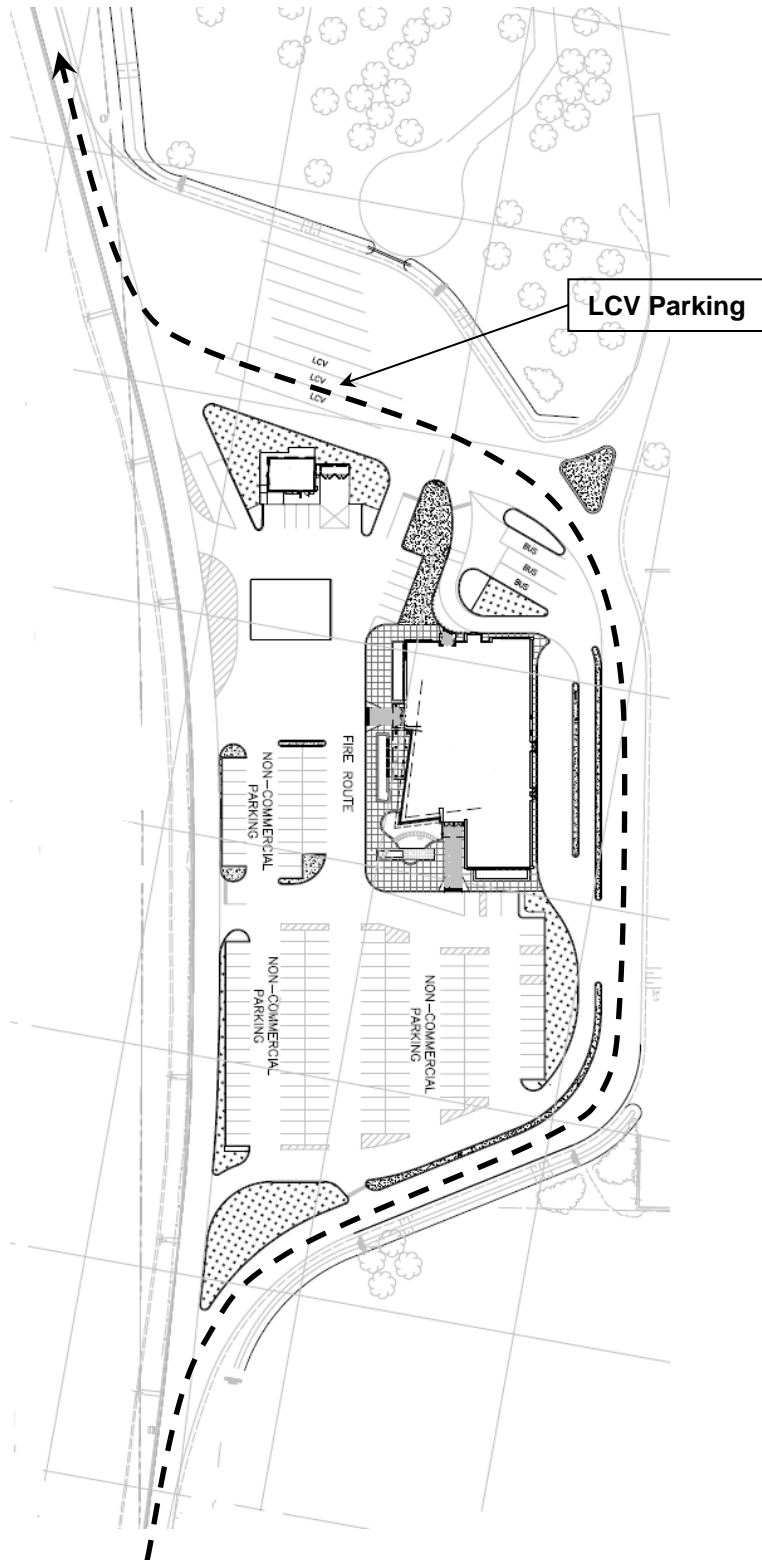 LCV Parking
LCV
LCV
LCV
BUS
BUS
BUS
FIRE ROUTE
NON-COMMERCIAL
PARKING
NON-COMMERCIAL
PARKING
NON-COMMERCIAL
PARKING